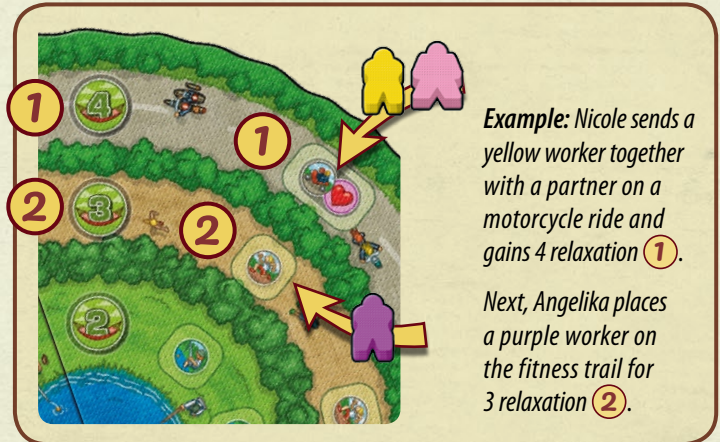 1
4
1
2
3
2
2
Example: Nicole sends a
yellow worker together
with a partner on a
motorcycle ride and
gains 4 relaxation 1.
Next, Angelika places
a purple worker on
the fitness trail for
3 relaxation 2.